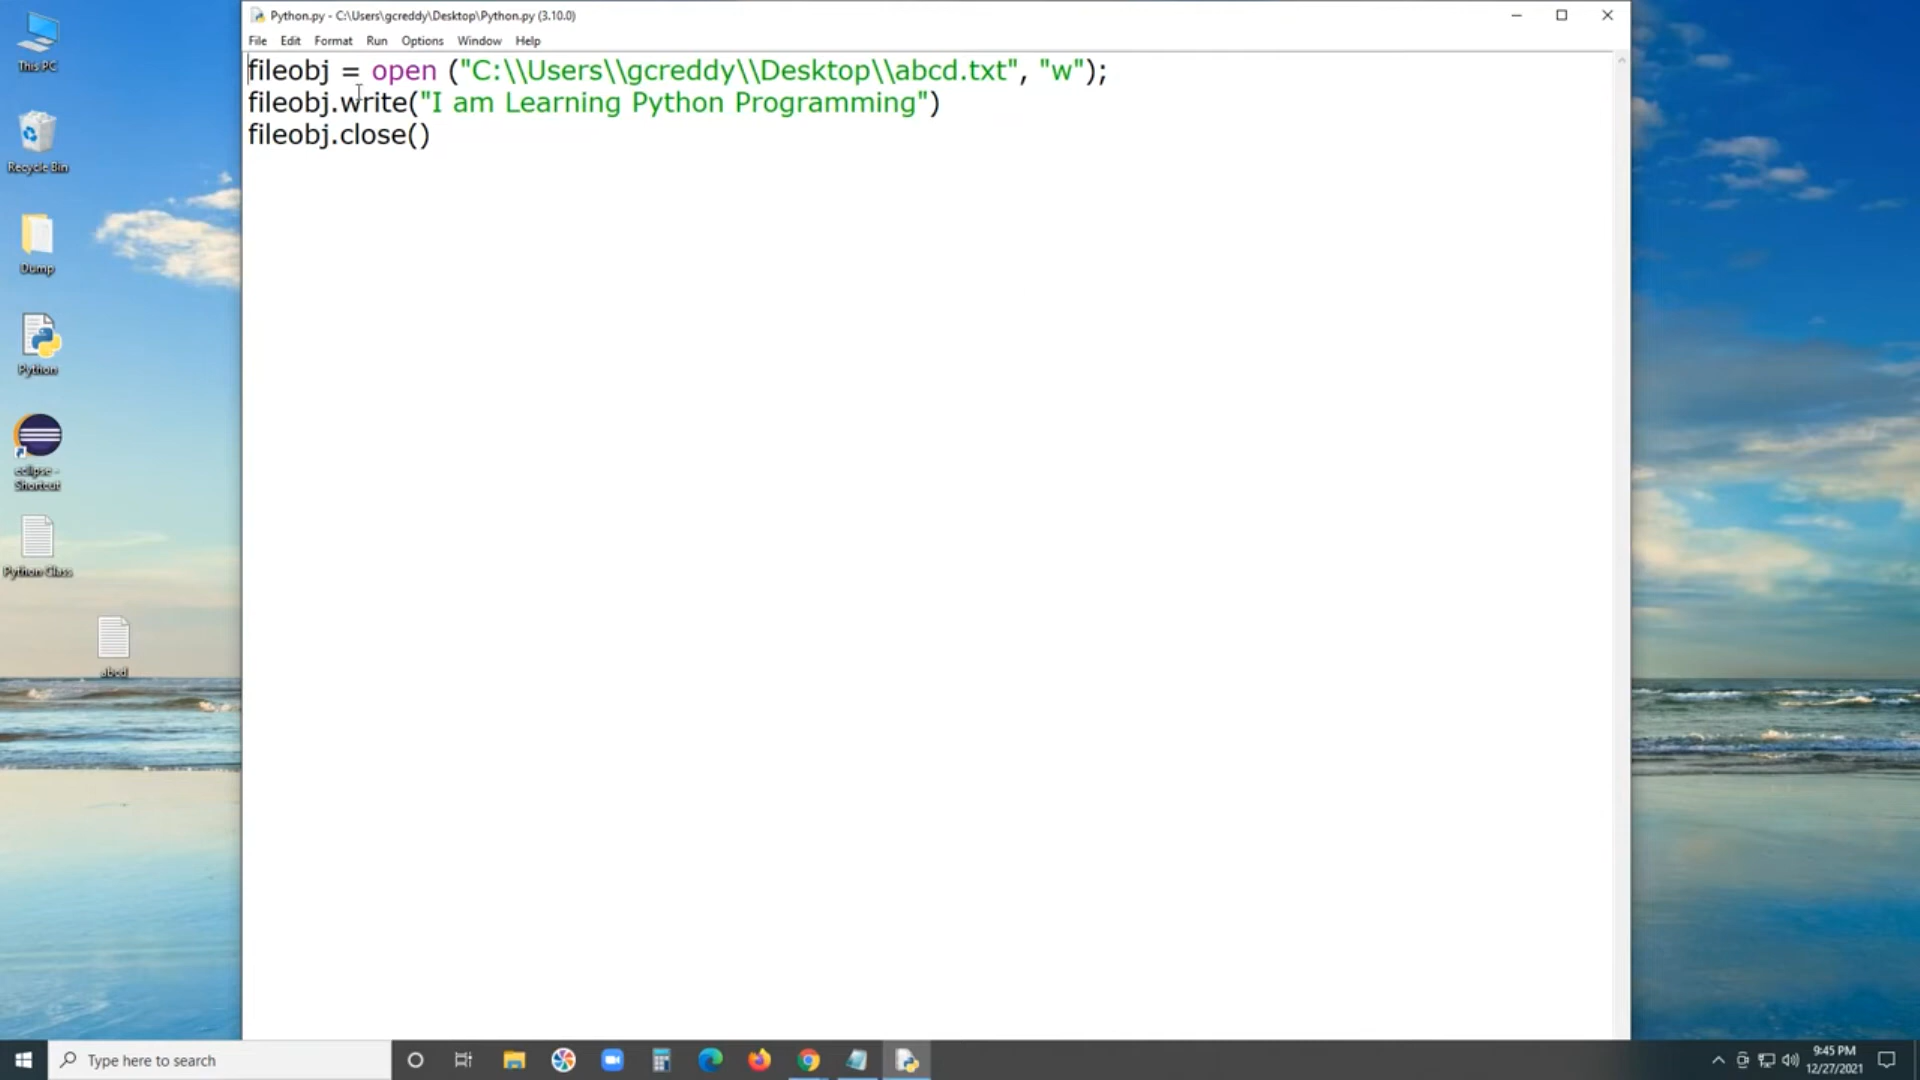 This PC
Recycle Bin
Dump
Python
eclipse -
Shortcut
Python Class
abcd
Python.py - C:\Users\gcreddy\Desktop\Python.py (3.10.0)
File Edit Format Run Options Window Help
fileobj = open ("C:\\Users\\gcreddy\\Desktop\\abcd.txt", "w");
fileobj.write("I am Learning Python Programming")
fileobj.close()
Type here to search
9:45 PM
12/27/2021